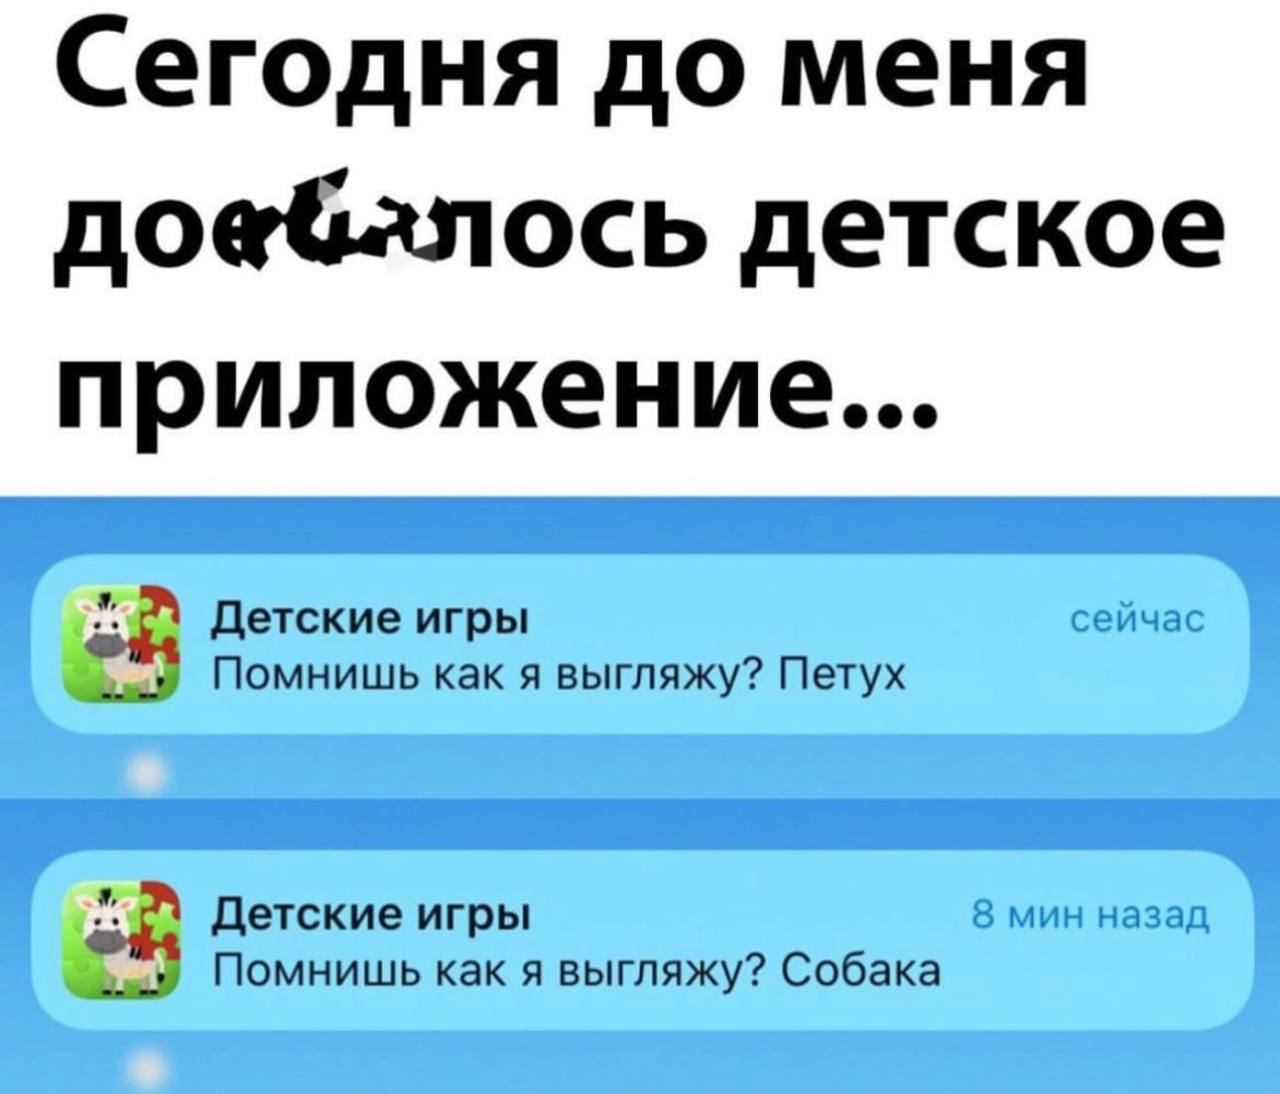 Сегодня до меня
детское
приложение...
Детские игры
сейчас
Помнишь как я выгляжу? Петух
Детские игры
8 мин назад
Помнишь как я выгляжу? Собака